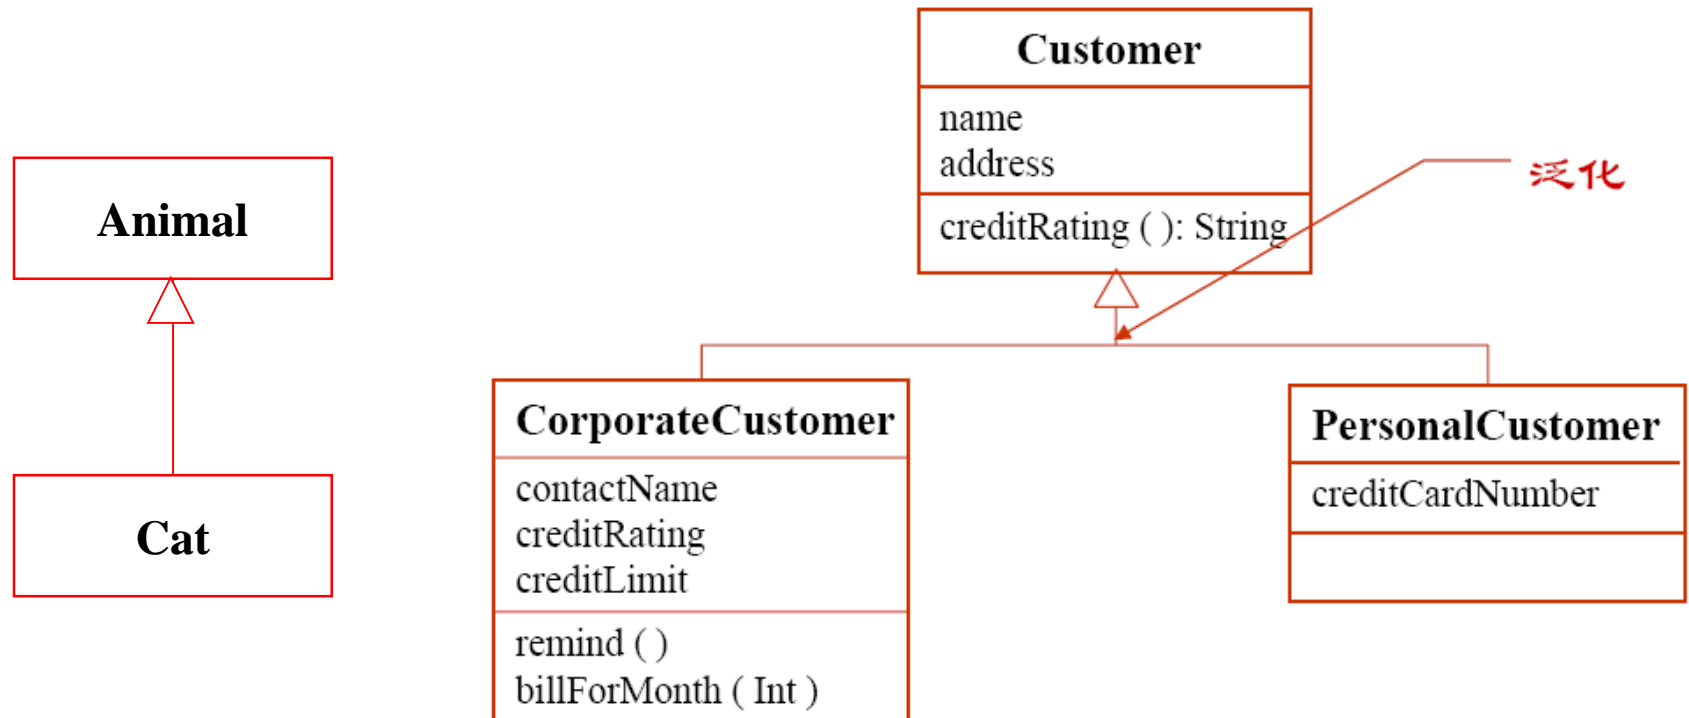 Animal
Cat
Customer
name
address
creditRating ( ): String
泛化
CorporateCustomer
contactName
creditRating
creditLimit
remind ( )
billForMonth ( Int )
PersonalCustomer
creditCardNumber